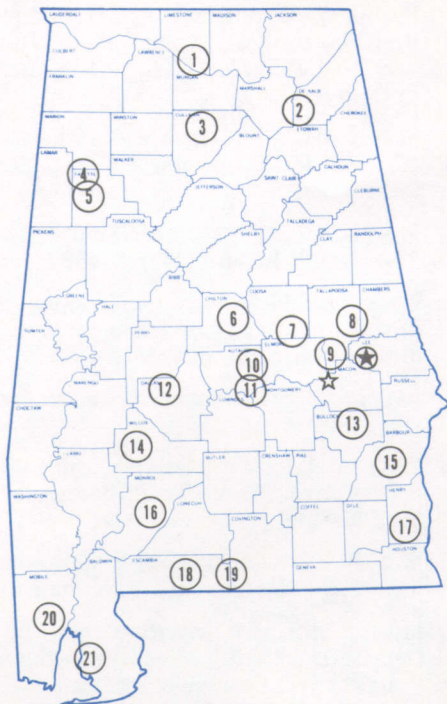 LAUDERDALE LIMESTONE MADISON JACKSON
COLBERT LAWRENCE
1
FRANKLIN MORGAN
MARSHALL DE KALB
2
CULLMAN
3
CHEROKEE
MARION WINSTON
BLOUNT ETOWAH
LAMAR
WALKER
CALHOUN
4
FAYETTE
SAINT CLAIR
5
JEFFERSON
CLEBURNE
TUSCALOOSA
TALLADEGA
PICKENS
SHELBY
CLAY RANDOLPH
BIBB
GREENE
HALE
CHILTON COOSA TALLAPOOSA CHAMBERS
6
7
8
SUMTER
PERRY
ELMORE
LEE
9
10
MACON
MARENGO
12
11
LOWNDES MONTGOMERY
RUSSELL
CHOCTAW
BULLOCK
13
WILCOX
BARBOUR
14
CLARKE
BUTLER CRENSHAW PIKE
15
MONROE
HENRY
WASHINGTON
16
CONECUH
COFFEE DALE
COVINGTON
17
HOUSTON
BALDWIN ESCAMBIA
GENEVA
MOBILE
18
19
20
21